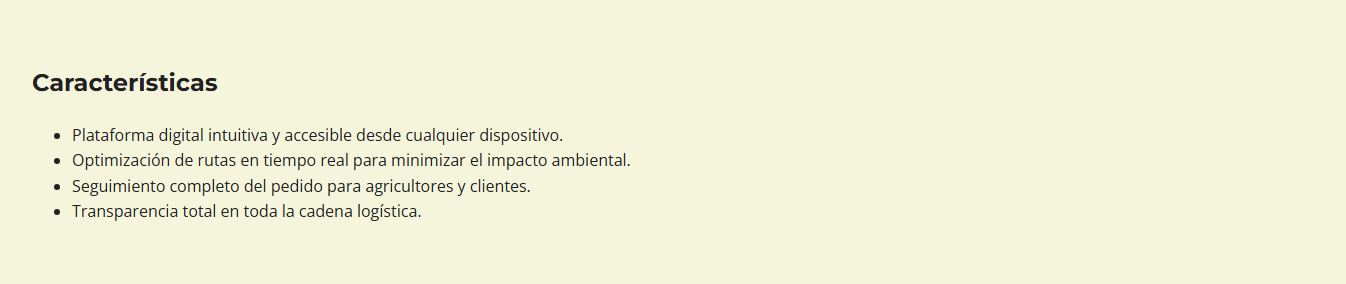 Características
• Plataforma digital intuitiva y accesible desde cualquier dispositivo.
• Optimización de rutas en tiempo real para minimizar el impacto ambiental.
• Seguimiento completo del pedido para agricultores y clientes.
• Transparencia total en toda la cadena logística.